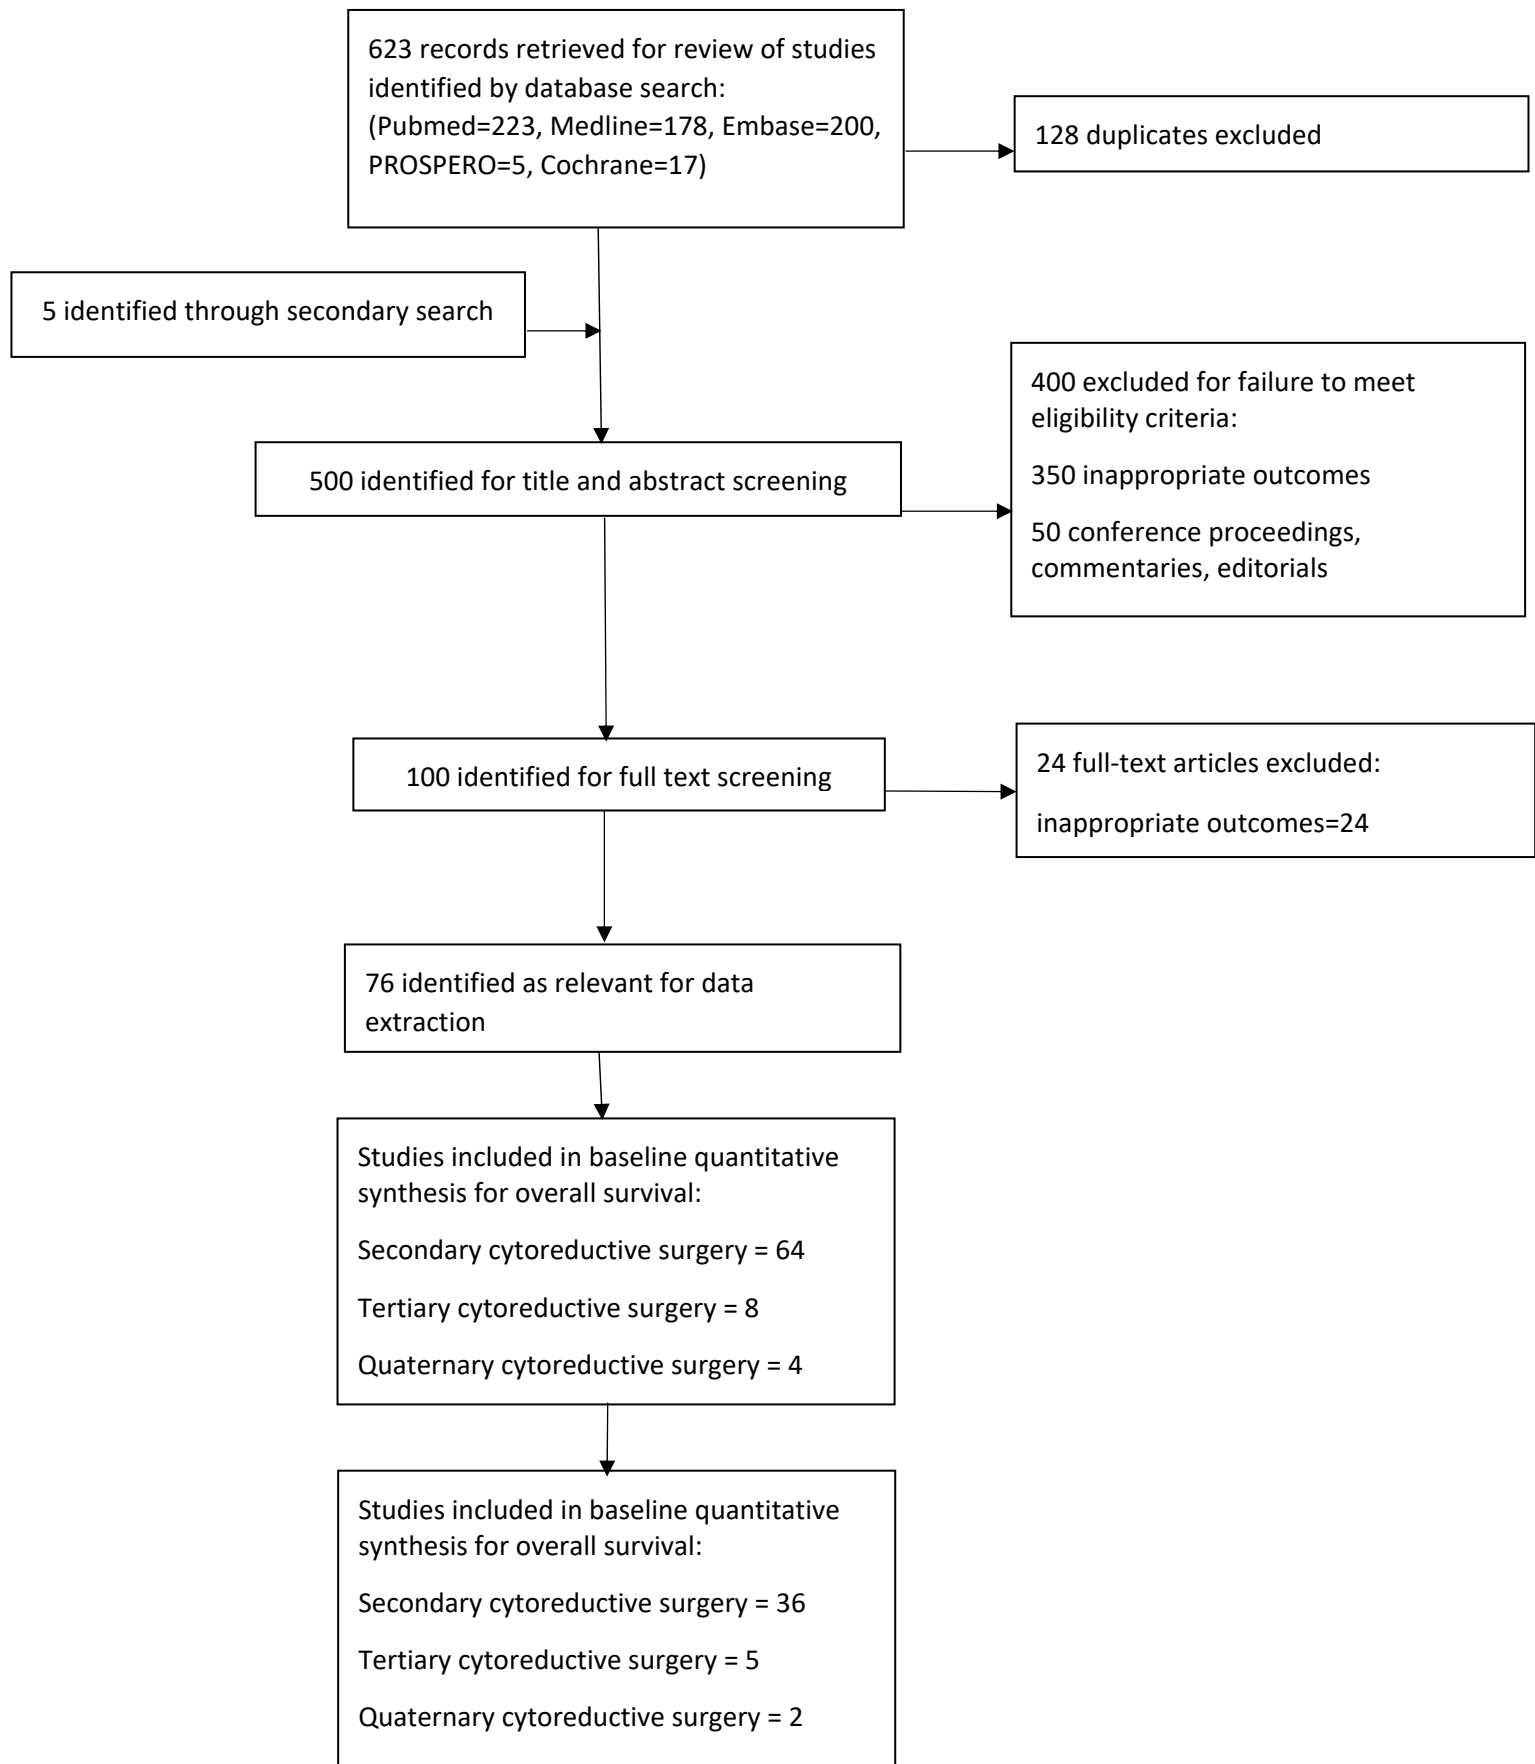 623 records retrieved for review of studies
identified by database search:
(Pubmed=223, Medline=178, Embase=200,
PROSPERO=5, Cochrane=17)
128 duplicates excluded
5 identified through secondary search
400 excluded for failure to meet
eligibility criteria:
350 inappropriate outcomes
50 conference proceedings,
commentaries, editorials
500 identified for title and abstract screening
100 identified for full text screening
24 full-text articles excluded:
inappropriate outcomes=24
76 identified as relevant for data
extraction
Studies included in baseline quantitative
synthesis for overall survival:
Secondary cytoreductive surgery = 64
Tertiary cytoreductive surgery = 8
Quaternary cytoreductive surgery = 4
Studies included in baseline quantitative
synthesis for overall survival:
Secondary cytoreductive surgery = 36
Tertiary cytoreductive surgery = 5
Quaternary cytoreductive surgery = 2